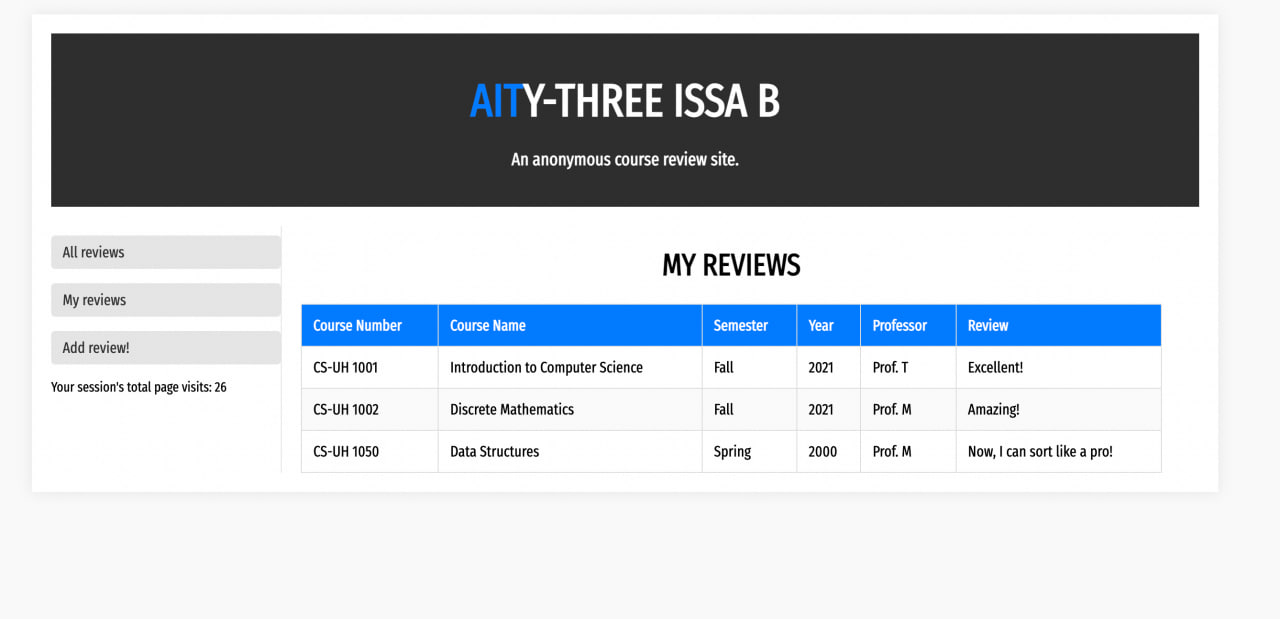 AITY-THREE ISSA B
An anonymous course review site.
All reviews
My reviews
Add review!
Your session's total page visits: 26
MY REVIEWS
Course Number Course Name Semester Year Professor Review
CS-UH 1001 Introduction to Computer Science Fall 2021 Prof. T Excellent!
CS-UH 1002 Discrete Mathematics Fall 2021 Prof. M Amazing!
CS-UH 1050 Data Structures Spring 2000 Prof. M Now, I can sort like a pro!